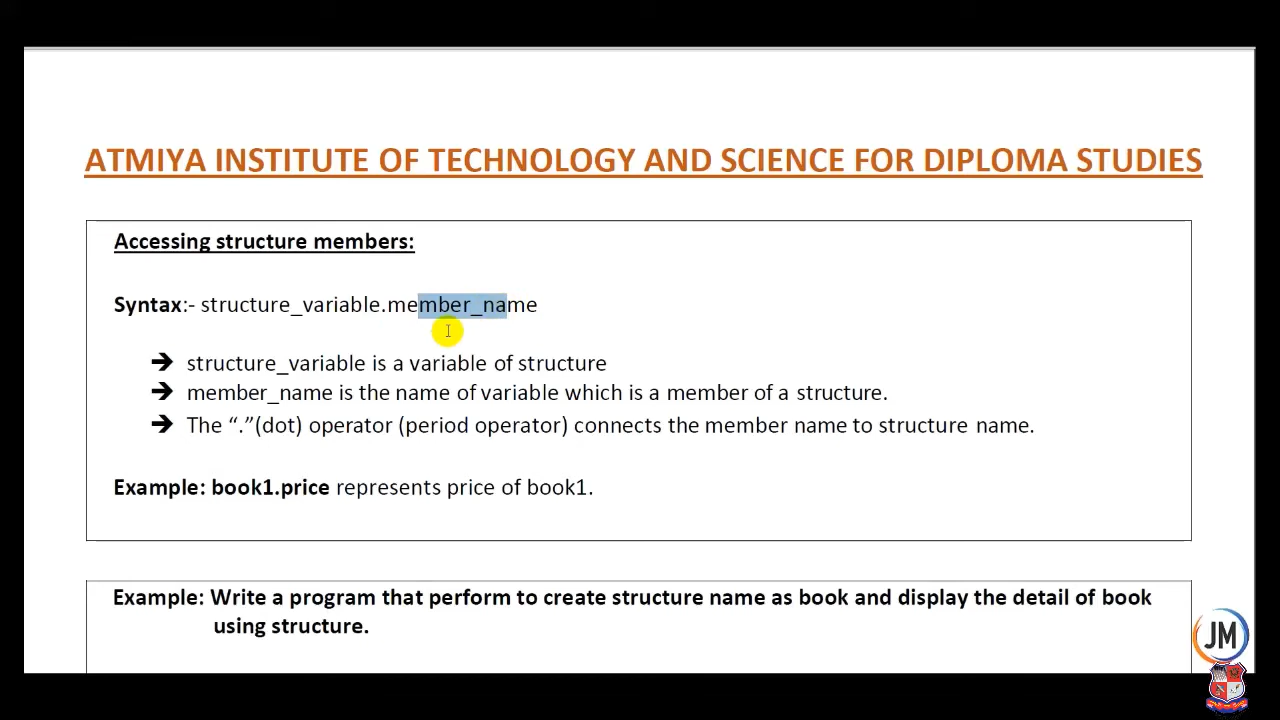 ATMIYA INSTITUTE OF TECHNOLOGY AND SCIENCE FOR DIPLOMA STUDIES
Accessing structure members:
Syntax:- structure_variable.member_name
➔ structure_variable is a variable of structure
➔ member_name is the name of variable which is a member of a structure.
➔ The “.”(dot) operator (period operator) connects the member name to structure name.
Example: book1.price represents price of book1.
Example: Write a program that perform to create structure name as book and display the detail of book
using structure.
JM